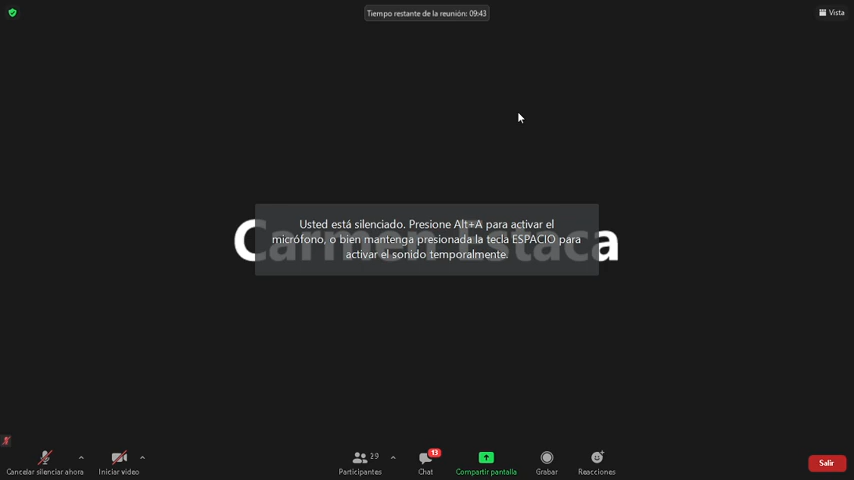 Tiempo restante de la reunión: 09:43
Vista
Carmen Estaca
Usted está silenciado. Presione Alt+A para activar el
micrófono, o bien mantenga presionada la tecla ESPACIO para
activar el sonido temporalmente.
Cancelar silenciar ahora
Iniciar video
Participantes
Chat
13
Compartir pantalla
Grabar
Reacciones
Salir